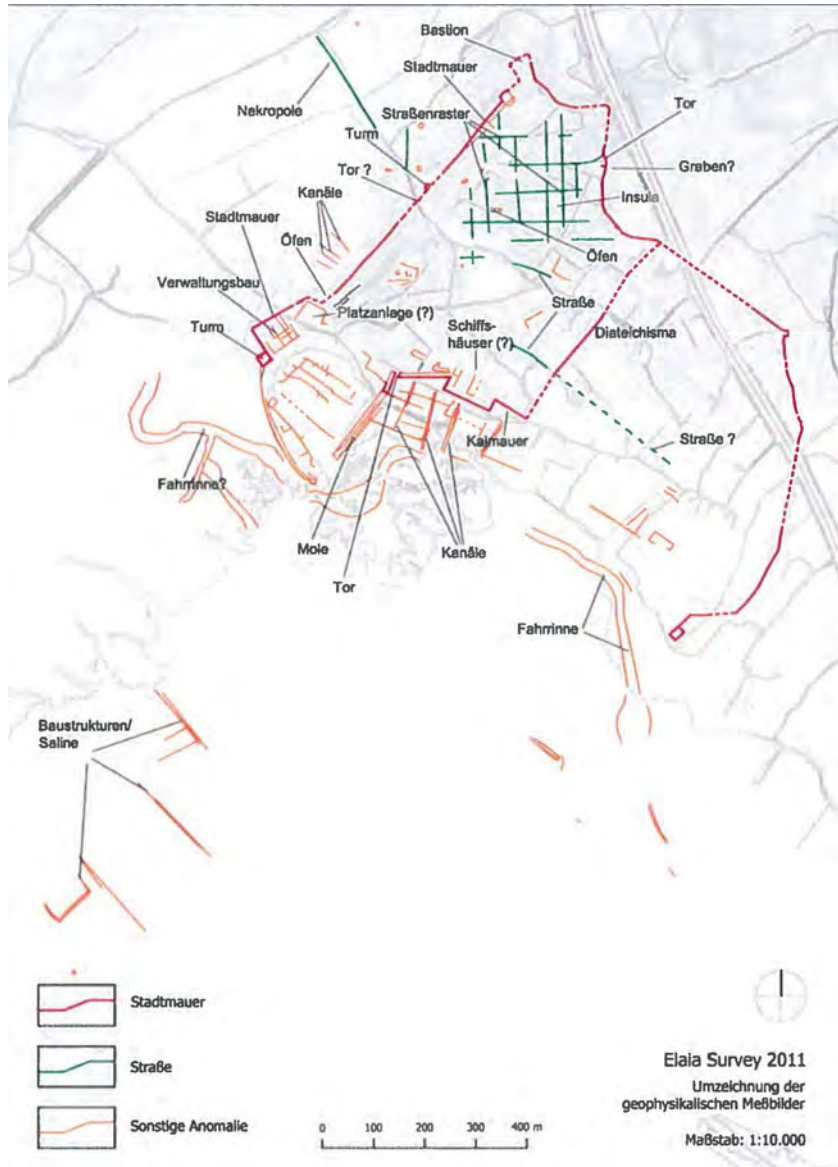 Bastion
Stadtmauer
Straßenraster
Nekropole
Turm
Tor
Tor ?
Graben?
Kanäle
Insula
Stadtmauer
Öfen
Öfen
Verwaltungsbau
Platzanlage (?)
Straße
Turm
Schiffs-
häuser (?)
Diateichisma
Kaimauer
Straße ?
Fahrrinne?
Mole
Kanäle
Tor
Fahrrinne
Baustrukturen/
Saline
Stadtmauer
Straße
Sonstige Anomalie
0 100 200 300 400 m
Elaia Survey 2011
Umzeichnung der
geophysikalischen Meßbilder
Maßstab: 1:10.000